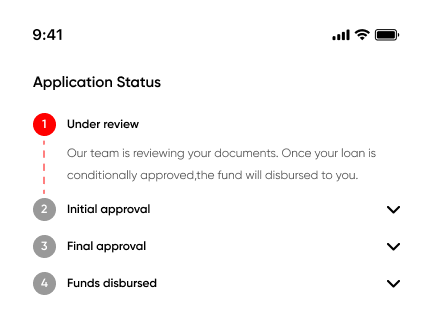 9:41
Application Status
1 Under review
Our team is reviewing your documents. Once your loan is
conditionally approved,the fund will disbursed to you.
2 Initial approval
3 Final approval
4 Funds disbursed